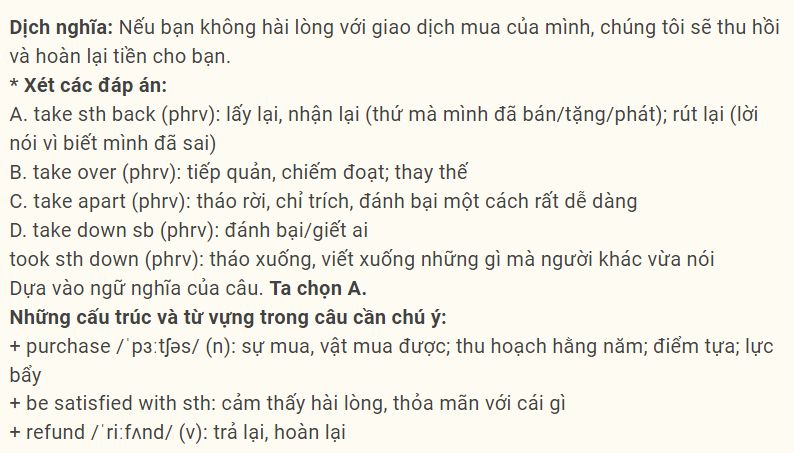 Dịch nghĩa: Nếu bạn không hài lòng với giao dịch mua của mình, chúng tôi sẽ thu hồi
và hoàn lại tiền cho bạn.
* Xét các đáp án:
A. take sth back (phrv): lấy lại, nhận lại (thứ mà mình đã bán/tặng/phát); rút lại (lời
nói vì biết mình đã sai)
B. take over (phrv): tiếp quản, chiếm đoạt; thay thế
C. take apart (phrv): tháo rời, chỉ trích, đánh bại một cách rất dễ dàng
D. take down sb (phrv): đánh bại/giết ai
took sth down (phrv): tháo xuống, viết xuống những gì mà người khác vừa nói
Dựa vào ngữ nghĩa của câu. Ta chọn A.
Những cấu trúc và từ vựng trong câu cần chú ý:
+ purchase /ˈpɜːtʃəs/ (n): sự mua, vật mua được; thu hoạch hằng năm; điểm tựa; lực
bẩy
+ be satisfied with sth: cảm thấy hài lòng, thỏa mãn với cái gì
+ refund /ˈriːfʌnd/ (v): trả lại, hoàn lại